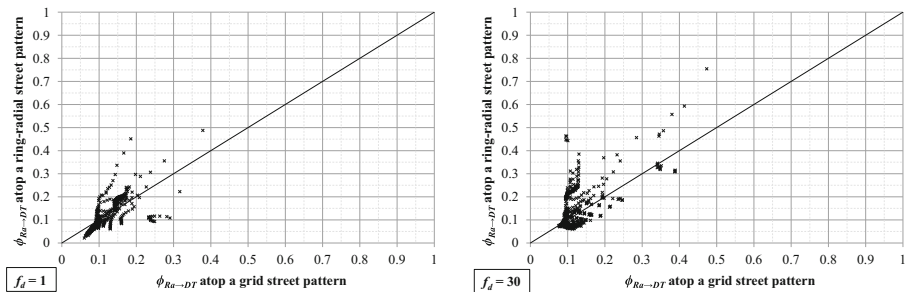 ϕRa→DT atop a ring-radial street pattern
1
0.9
0.8
0.7
0.6
0.5
0.4
0.3
0.2
0.1
0
0 0.1 0.2 0.3 0.4 0.5 0.6 0.7 0.8 0.9 1
fd = 1
ϕRa→DT atop a grid street pattern
ϕRa→DT atop a ring-radial street pattern
1
0.9
0.8
0.7
0.6
0.5
0.4
0.3
0.2
0.1
0
0 0.1 0.2 0.3 0.4 0.5 0.6 0.7 0.8 0.9 1
fd = 30
ϕRa→DT atop a grid street pattern